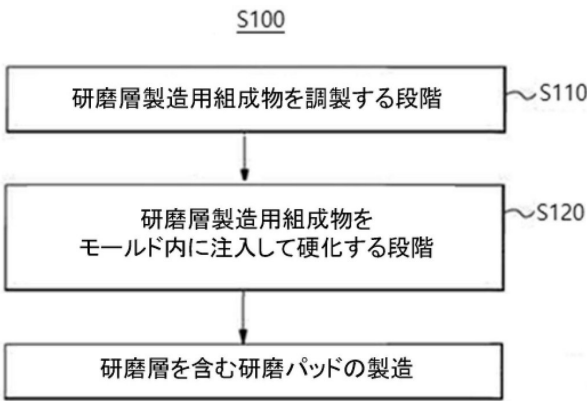 S100
研磨層製造用組成物を調製する段階
S110
研磨層製造用組成物を
モールド内に注入して硬化する段階
S120
研磨層を含む研磨パッドの製造